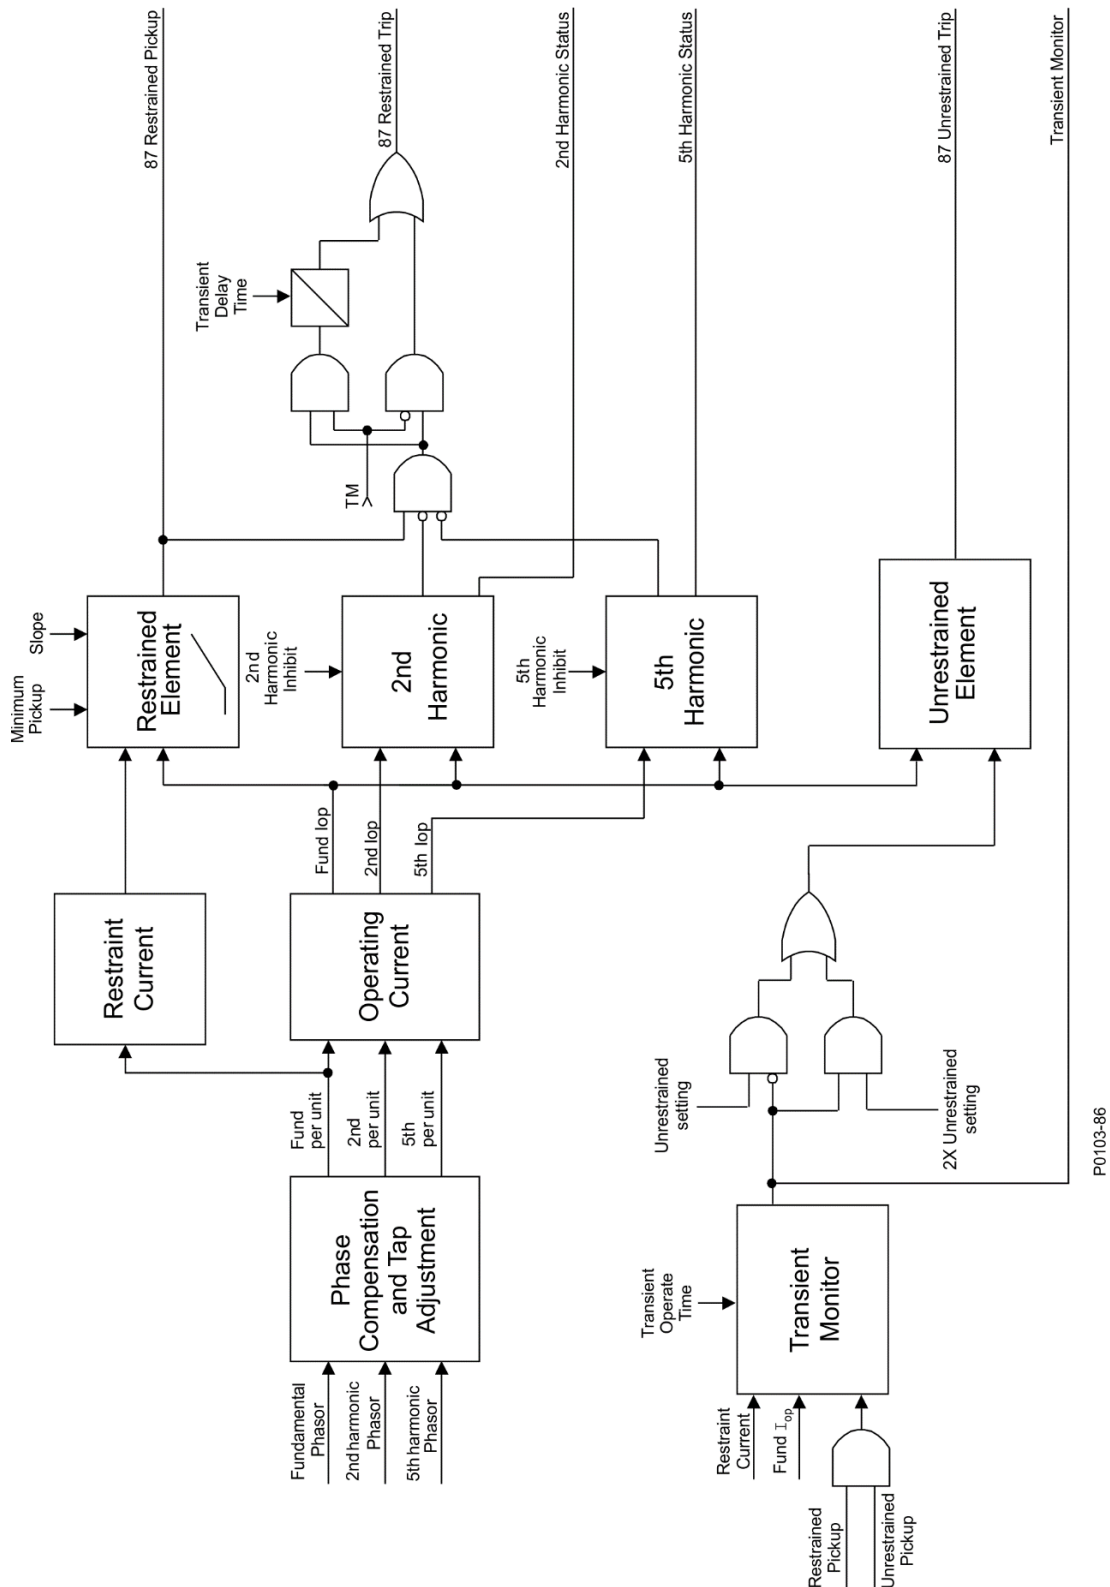 Minimum
Pickup
Slope
Restraint
Current
Restrained
Element
87 Restrained Pickup
Fundamental
Phasor
2nd harmonic
Phasor
5th harmonic
Phasor
Phase
Compensation
and Tap
Adjustment
Fund
per unit
2nd
per unit
5th
per unit
Operating
Current
Fund Iop
2nd Iop
5th Iop
2nd
Harmonic
Inhibit
2nd
Harmonic
TM
Transient
Delay
Time
87 Restrained Trip
2nd Harmonic Status
5th
Harmonic
Inhibit
5th
Harmonic
5th Harmonic Status
Restrained
Pickup
Unrestrained
Pickup
Restraint
Current
Fund Iop
Transient
Operate
Time
Transient
Monitor
Unrestrained
setting
2X Unrestrained
setting
Unrestrained
Element
87 Unrestrained Trip
Transient Monitor
P0103-86